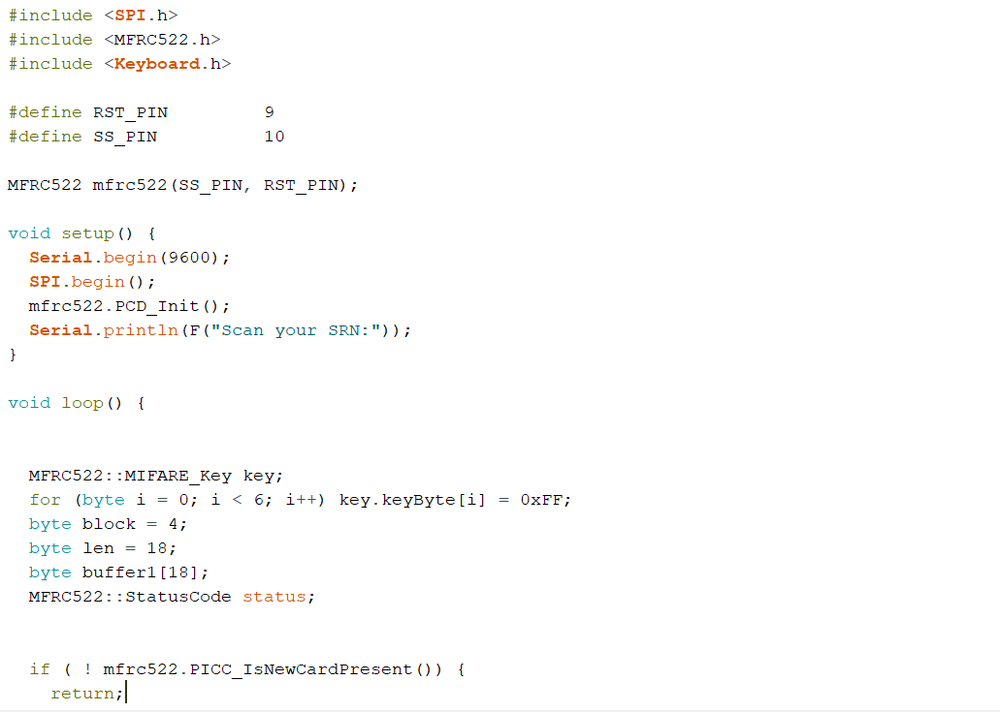 #include <SPI.h>
#include <MFRC522.h>
#include <Keyboard.h>
#define RST_PIN         9
#define SS_PIN          10
MFRC522 mfrc522(SS_PIN, RST_PIN);
void setup() {
  Serial.begin(9600);
  SPI.begin();
  mfrc522.PCD_Init();
  Serial.println(F("Scan your SRN:"));
}
void loop() {
  MFRC522::MIFARE_Key key;
  for (byte i = 0; i < 6; i++) key.keyByte[i] = 0xFF;
  byte block = 4;
  byte len = 18;
  byte buffer1[18];
  MFRC522::StatusCode status;
  if ( ! mfrc522.PICC_IsNewCardPresent()) {
    return;